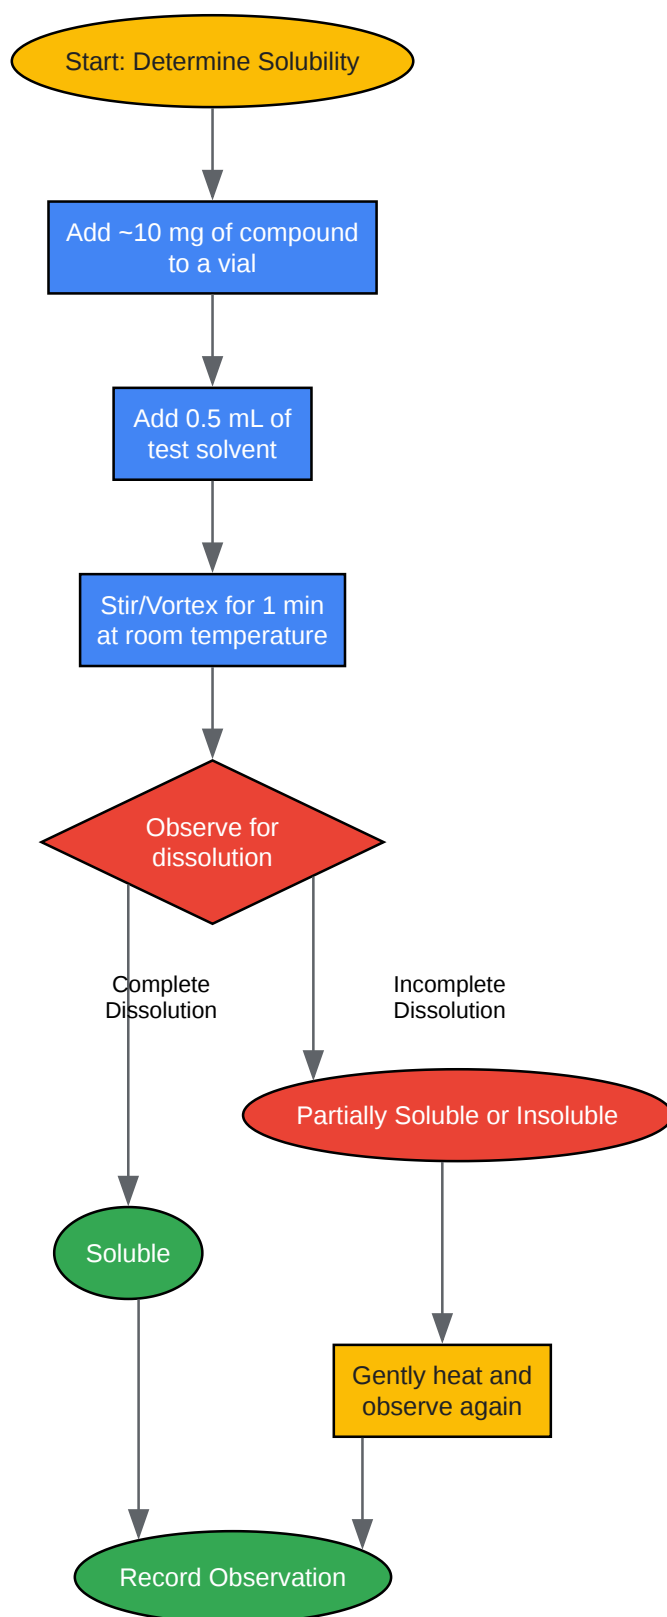 Start: Determine Solubility
Add ~10 mg of compound
to a vial
Add 0.5 mL of
test solvent
Stir/Vortex for 1 min
at room temperature
Observe for
dissolution
Complete
Dissolution
Incomplete
Dissolution
Partially Soluble or Insoluble
Soluble
Gently heat and
observe again
Record Observation